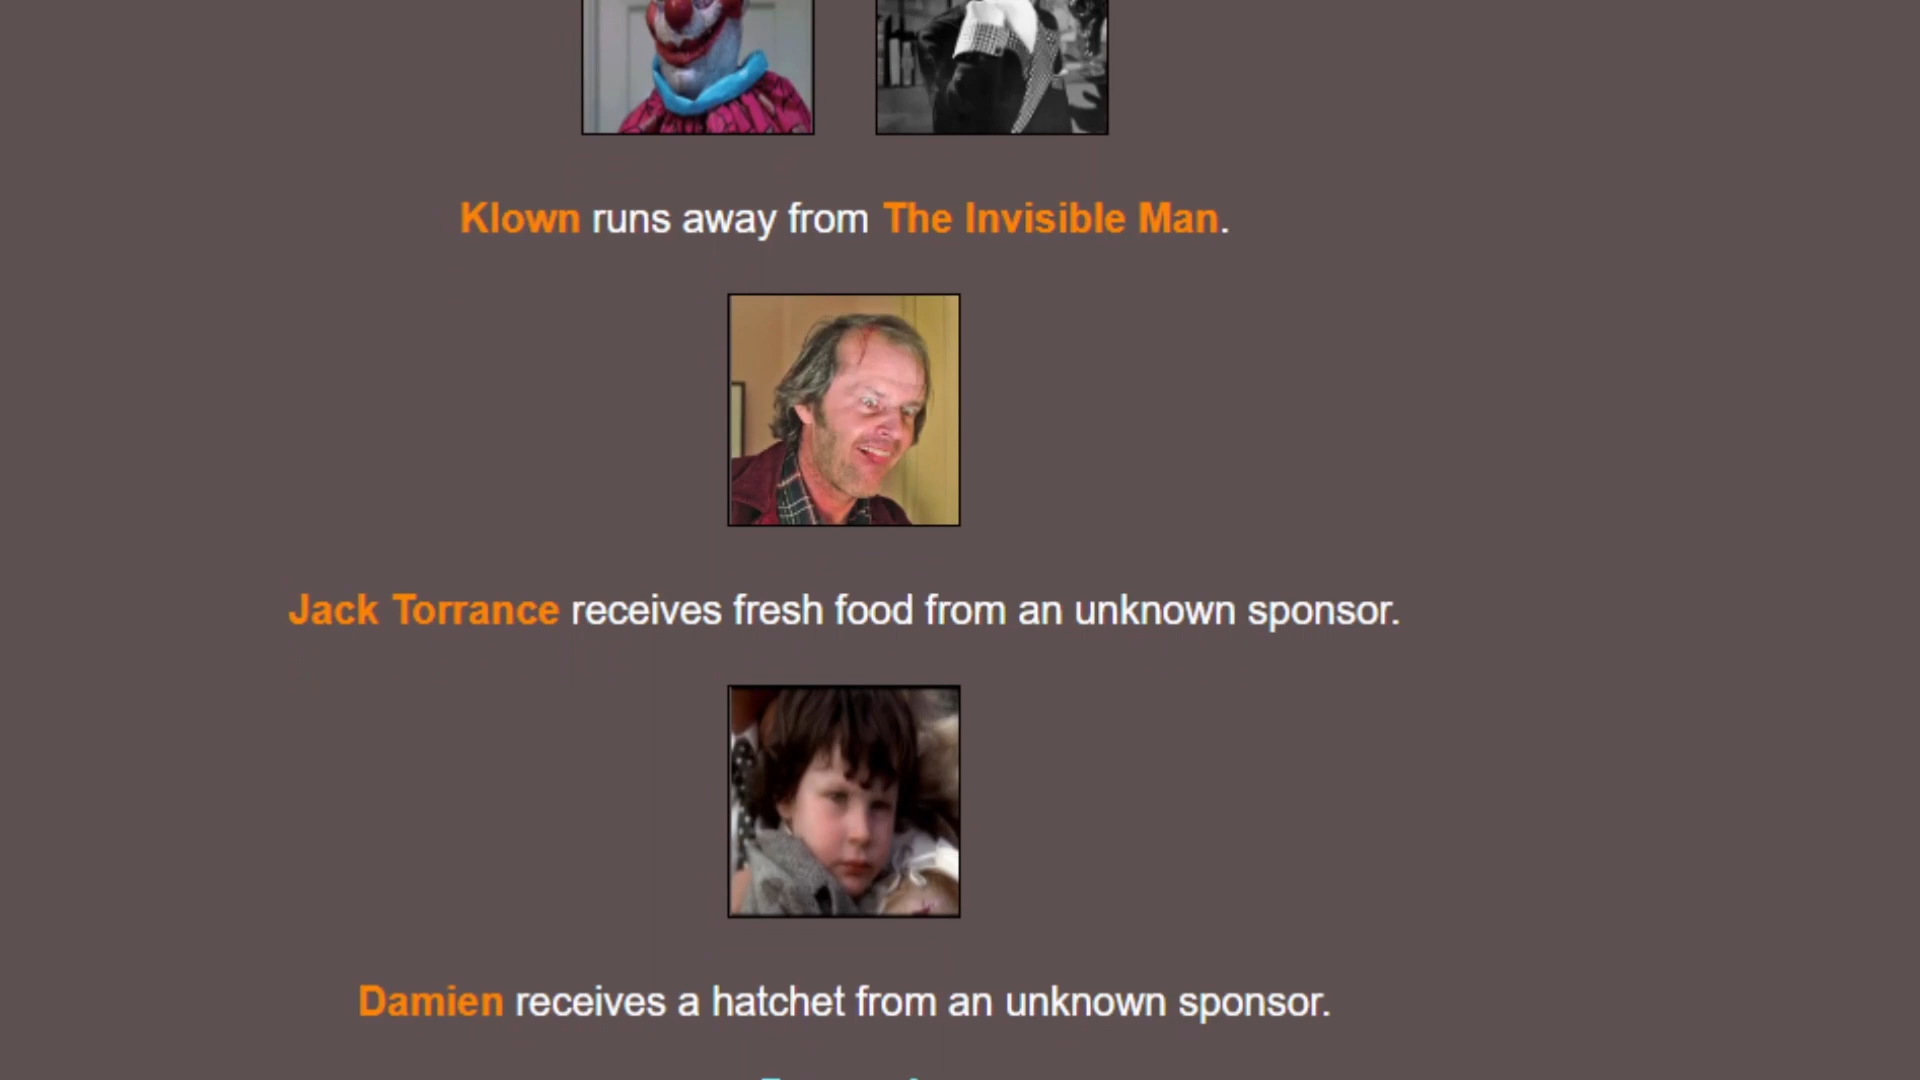 Klown runs away from The Invisible Man.
Jack Torrance receives fresh food from an unknown sponsor.
Damien receives a hatchet from an unknown sponsor.